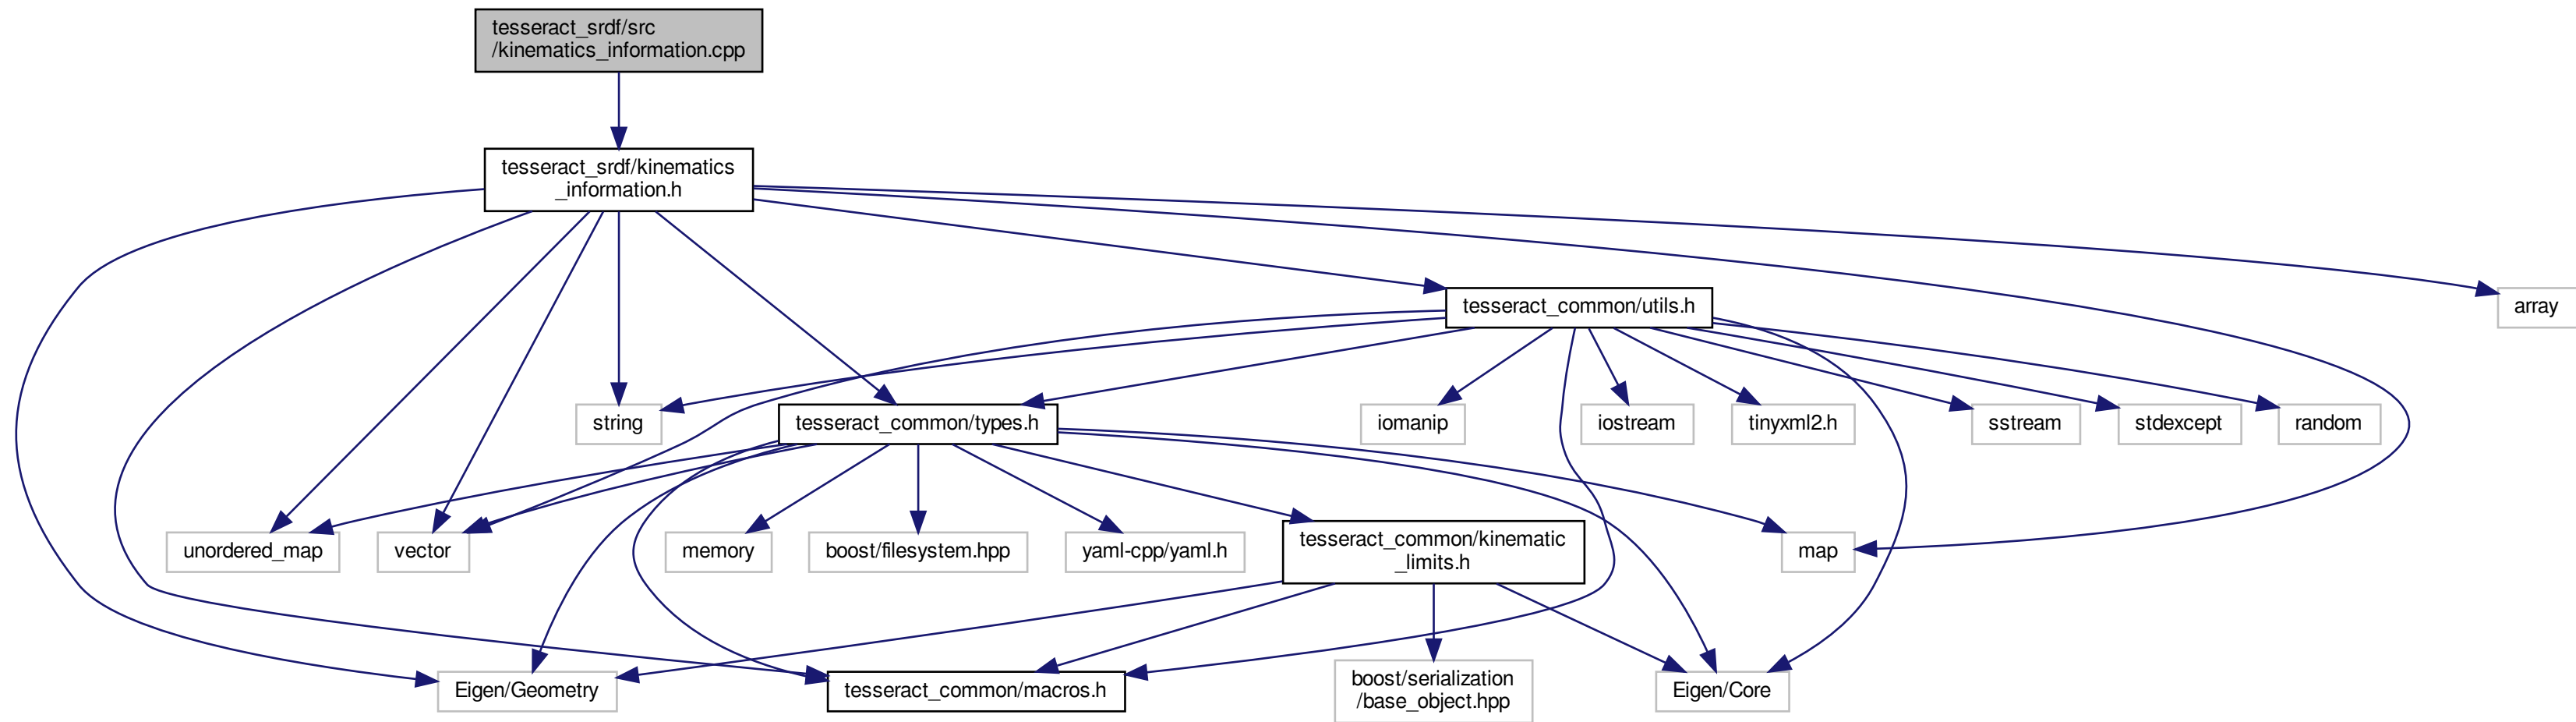 tesseract_srdf/src
/kinematics_information.cpp
tesseract_srdf/kinematics
_information.h
tesseract_common/utils.h
array
string
tesseract_common/types.h
iomanip
iostream
tinyxml2.h
sstream
stdexcept
random
unordered_map
vector
memory
boost/filesystem.hpp
yaml-cpp/yaml.h
tesseract_common/kinematic
_limits.h
map
Eigen/Geometry
tesseract_common/macros.h
boost/serialization
/base_object.hpp
Eigen/Core